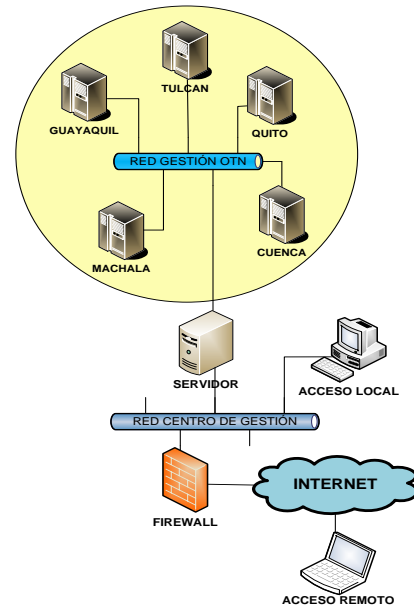 TULCAN
GUAYAQUIL
QUITO
RED GESTIÓN OTN
MACHALA
CUENCA
SERVIDOR
ACCESO LOCAL
RED CENTRO DE GESTIÓN
INTERNET
FIREWALL
ACCESO REMOTO